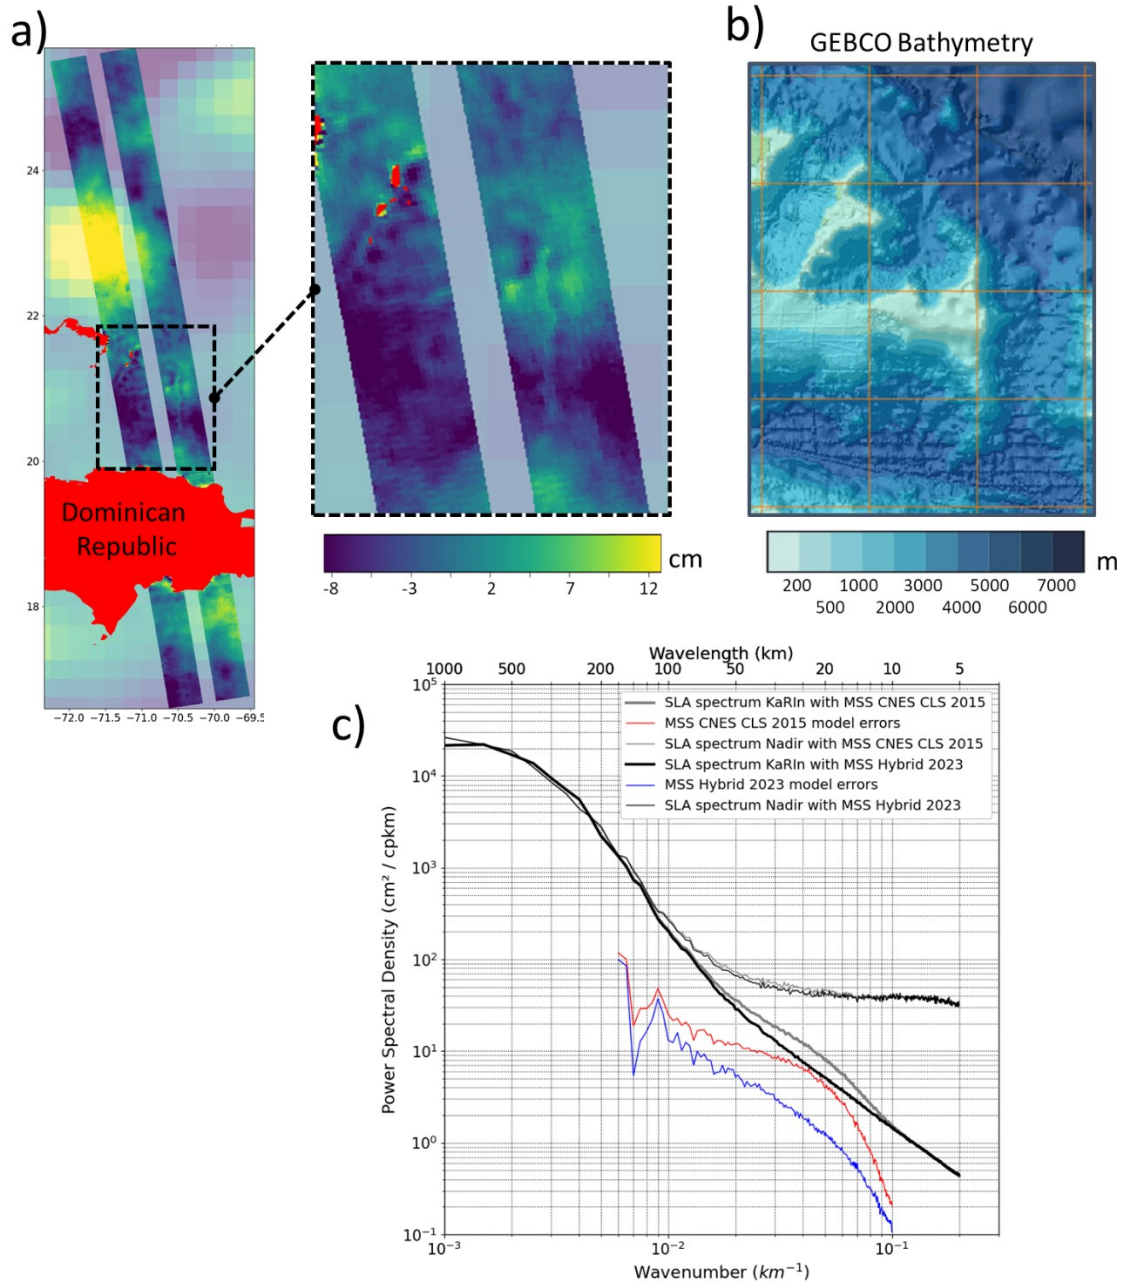 a)
24
22
20
18
−72.0 −71.5 −71.0 −70.5 −70.0 −69.5
Dominican
Republic
-8 -3 2 7 12 cm
b)
GEBCO Bathymetry
200 1000 3000 5000 7000 m
500 2000 4000 6000
c)
Wavelength (km)
1000 500 200 100 50 20 10 5
SLA spectrum KaRIn with MSS CNES CLS 2015
MSS CNES CLS 2015 model errors
SLA spectrum Nadir with MSS CNES CLS 2015
SLA spectrum KaRIn with MSS Hybrid 2023
MSS Hybrid 2023 model errors
SLA spectrum Nadir with MSS Hybrid 2023
Power Spectral Density (cm² / cpkm)
10⁵
10⁴
10³
10²
10¹
10⁰
10⁻¹
10⁻³ 10⁻² 10⁻¹
Wavenumber (km⁻¹)